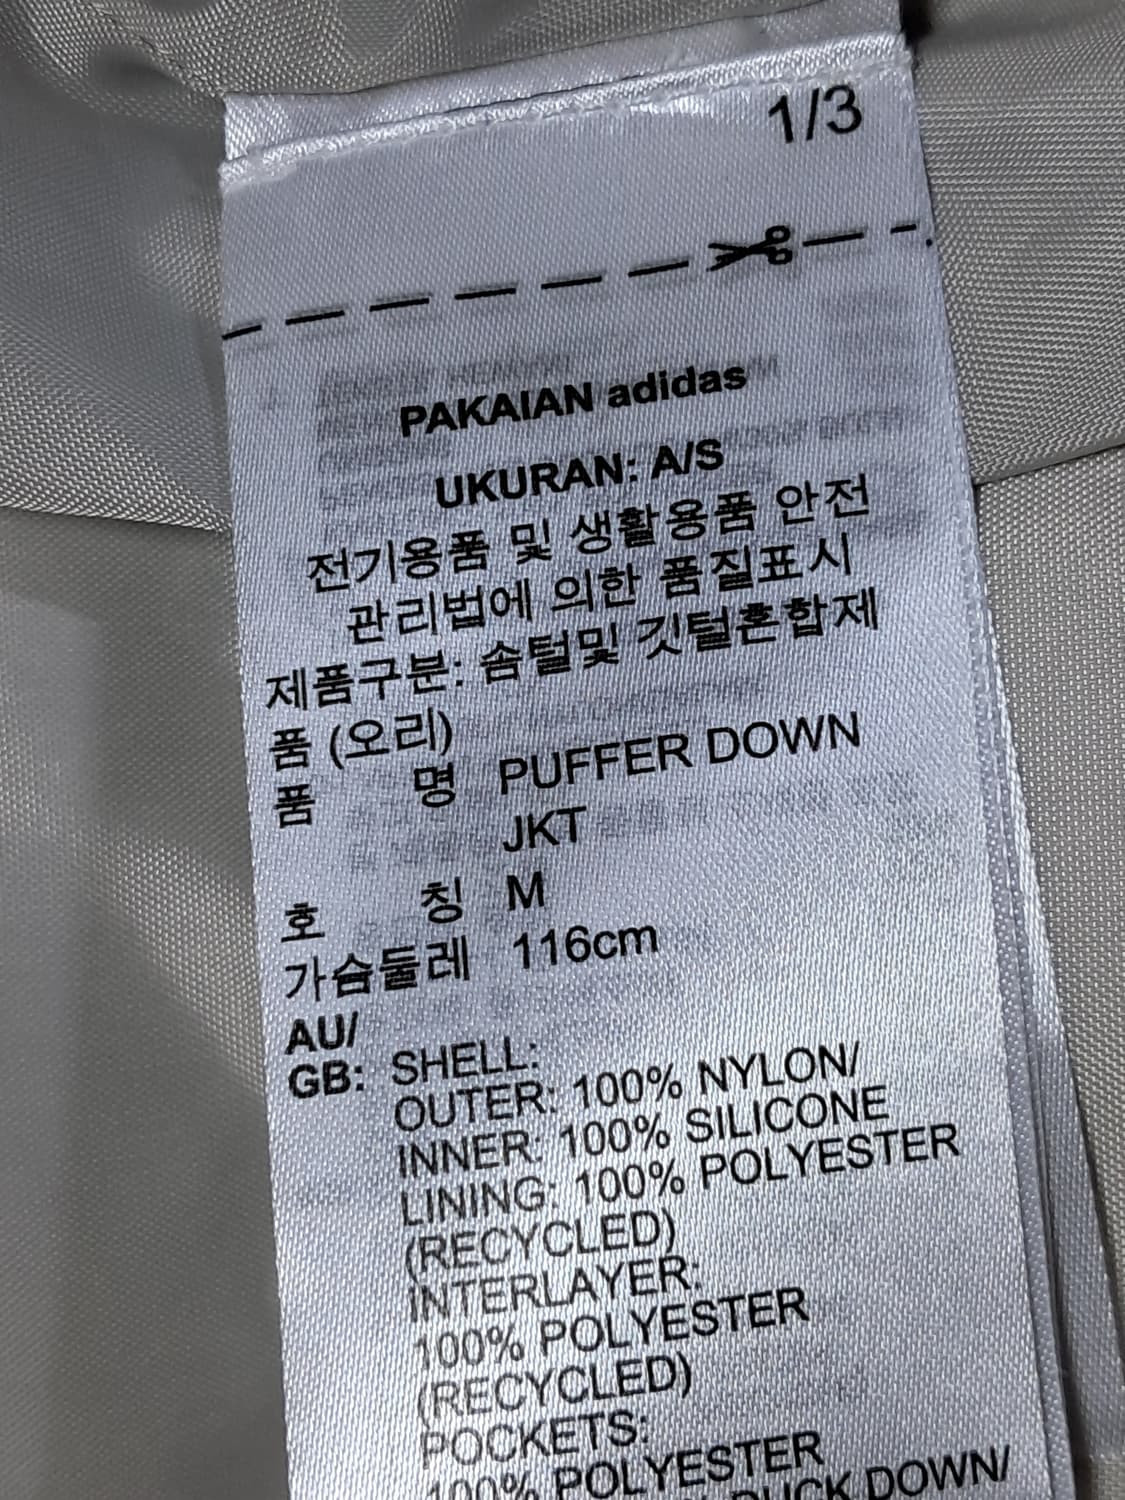 1/3
PAKAIAN adidas
UKURAN: A/S
전기용품 및 생활용품 안전
관리법에 의한 품질표시
제품구분: 솜털및 깃털혼합제
품 (오리)
품 명 PUFFER DOWN
JKT
호 칭 M
가슴둘레 116cm
AU/
GB: SHELL:
OUTER: 100% NYLON/
INNER: 100% SILICONE
LINING: 100% POLYESTER
(RECYCLED)
INTERLAYER:
100% POLYESTER
(RECYCLED)
POCKETS:
100% POLYESTER
DUCK DOWN/